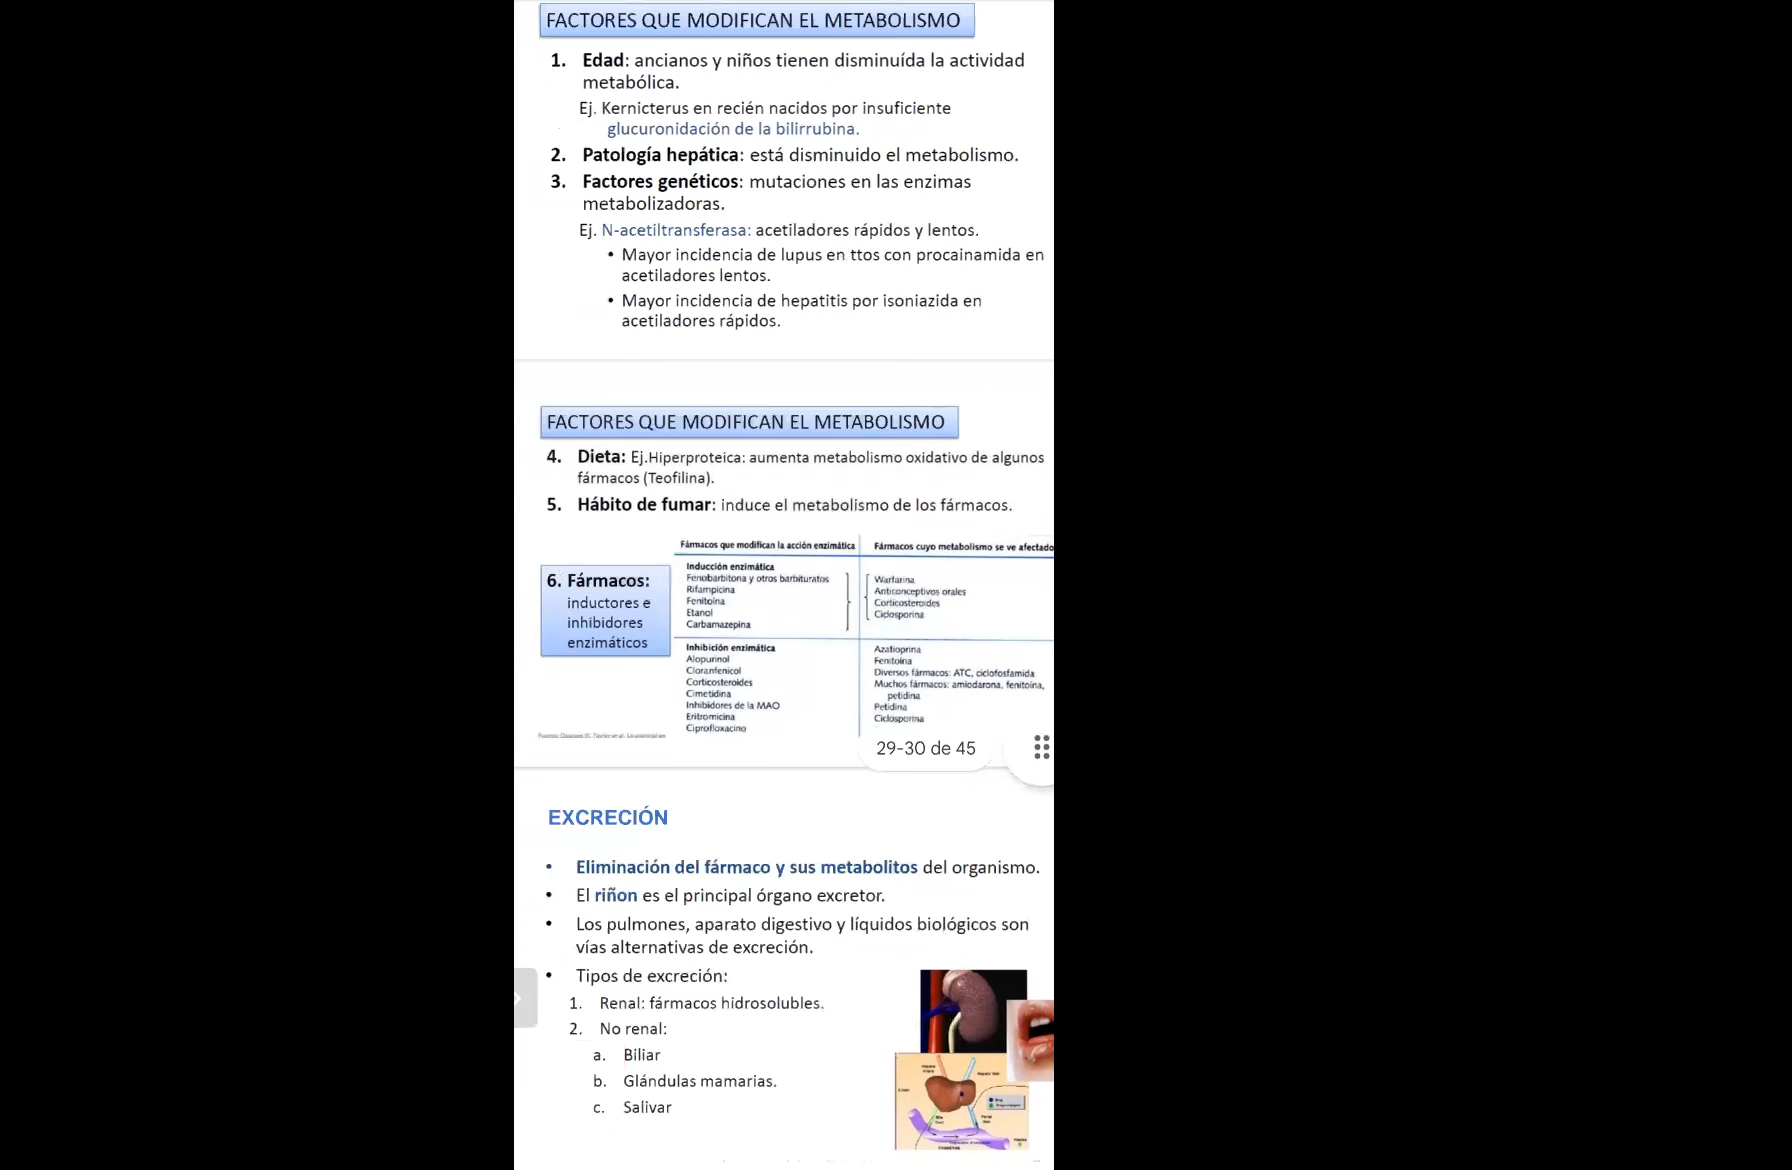 FACTORES QUE MODIFICAN EL METABOLISMO
1. Edad: ancianos y niños tienen disminuída la actividad
metabólica.
Ej. Kernicterus en recién nacidos por insuficiente
glucuronidación de la bilirrubina.
2. Patología hepática: está disminuido el metabolismo.
3. Factores genéticos: mutaciones en las enzimas
metabolizadoras.
Ej. N-acetiltransferasa: acetiladores rápidos y lentos.
• Mayor incidencia de lupus en ttos con procainamida en
acetiladores lentos.
• Mayor incidencia de hepatitis por isoniazida en
acetiladores rápidos.
FACTORES QUE MODIFICAN EL METABOLISMO
4. Dieta: Ej.Hiperproteica: aumenta metabolismo oxidativo de algunos
fármacos (Teofilina).
5. Hábito de fumar: induce el metabolismo de los fármacos.
6. Fármacos:
inductores e
inhibidores
enzimáticos
Fármacos que modifican la acción enzimática
Fármacos cuyo metabolismo se ve afectado
Inducción enzimática
Fenobarbitona y otros barbituratos
Rifampicina
Fenitoína
Etanol
Carbamazepina
Warfarina
Anticonceptivos orales
Corticosteroides
Ciclosporina
Inhibición enzimática
Alopurinol
Cloranfenicol
Corticosteroides
Cimetidina
Inhibidores de la MAO
Eritromicina
Ciprofloxacino
Azatioprina
Fenitoína
Diversos fármacos: ATC, ciclofosfamida
Muchos fármacos: amiodarona, fenitoína,
petidina
Petidina
Ciclosporina
29-30 de 45
EXCRECIÓN
• Eliminación del fármaco y sus metabolitos del organismo.
• El riñon es el principal órgano excretor.
• Los pulmones, aparato digestivo y líquidos biológicos son
vías alternativas de excreción.
• Tipos de excreción:
1. Renal: fármacos hidrosolubles.
2. No renal:
a. Biliar
b. Glándulas mamarias.
c. Salivar